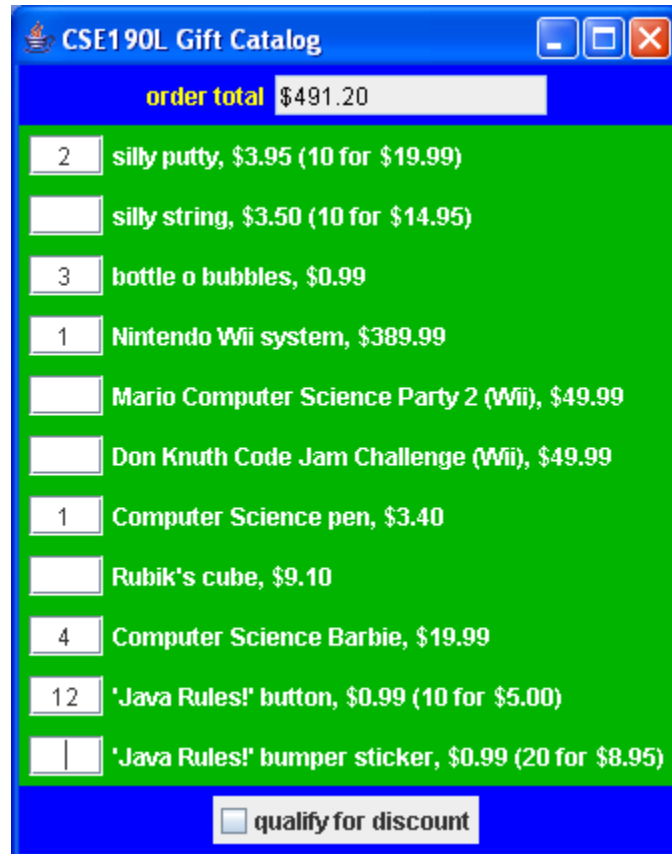 CSE190L Gift Catalog
order total $491.20
2 silly putty, $3.95 (10 for $19.99)
silly string, $3.50 (10 for $14.95)
3 bottle o bubbles, $0.99
1 Nintendo Wii system, $389.99
Mario Computer Science Party 2 (Wii), $49.99
Don Knuth Code Jam Challenge (Wii), $49.99
1 Computer Science pen, $3.40
Rubik's cube, $9.10
4 Computer Science Barbie, $19.99
12 'Java Rules!' button, $0.99 (10 for $5.00)
'Java Rules!' bumper sticker, $0.99 (20 for $8.95)
qualify for discount